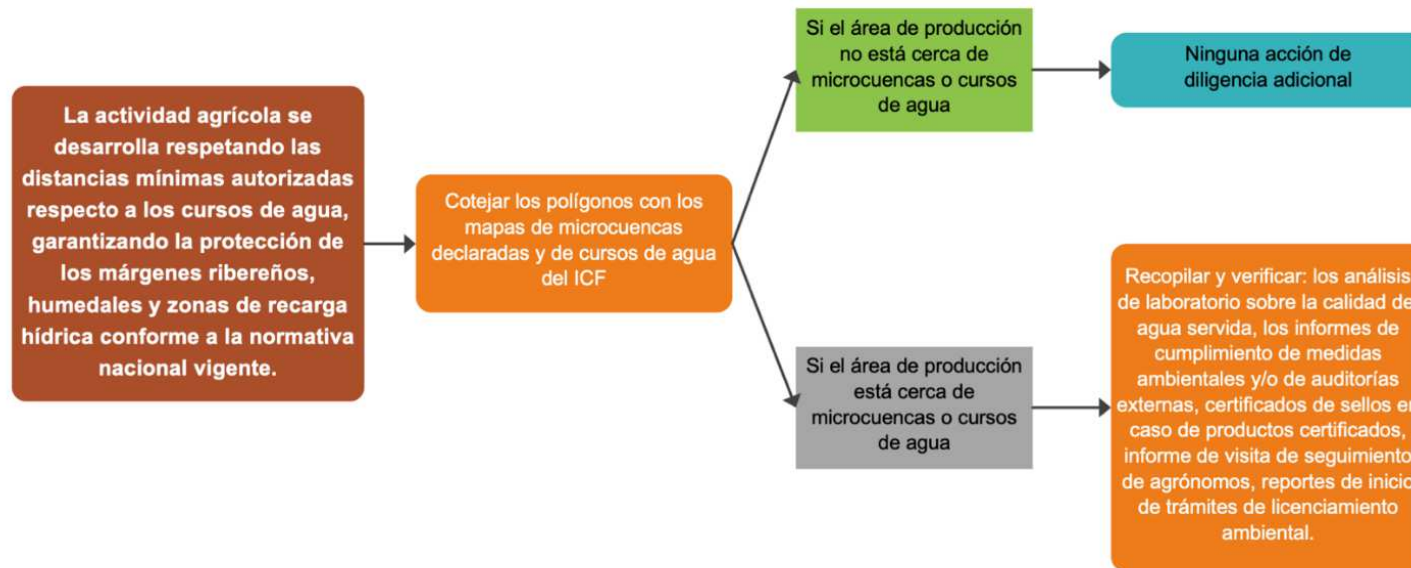 La actividad agrícola se
desarrolla respetando las
distancias mínimas autorizadas
respecto a los cursos de agua,
garantizando la protección de
los márgenes ribereños,
humedales y zonas de recarga
hídrica conforme a la normativa
nacional vigente.
Cotejar los polígonos con los
mapas de microcuencas
declaradas y de cursos de agua
del ICF
Si el área de producción
no está cerca de
microcuencas o cursos
de agua
Ninguna acción de
diligencia adicional
Si el área de producción
está cerca de
microcuencas o cursos
de agua
Recopilar y verificar: los análisis
de laboratorio sobre la calidad de
agua servida, los informes de
cumplimiento de medidas
ambientales y/o de auditorías
externas, certificados de sellos en
caso de productos certificados,
informe de visita de seguimiento
de agrónomos, reportes de inicio
de trámites de licenciamiento
ambiental.